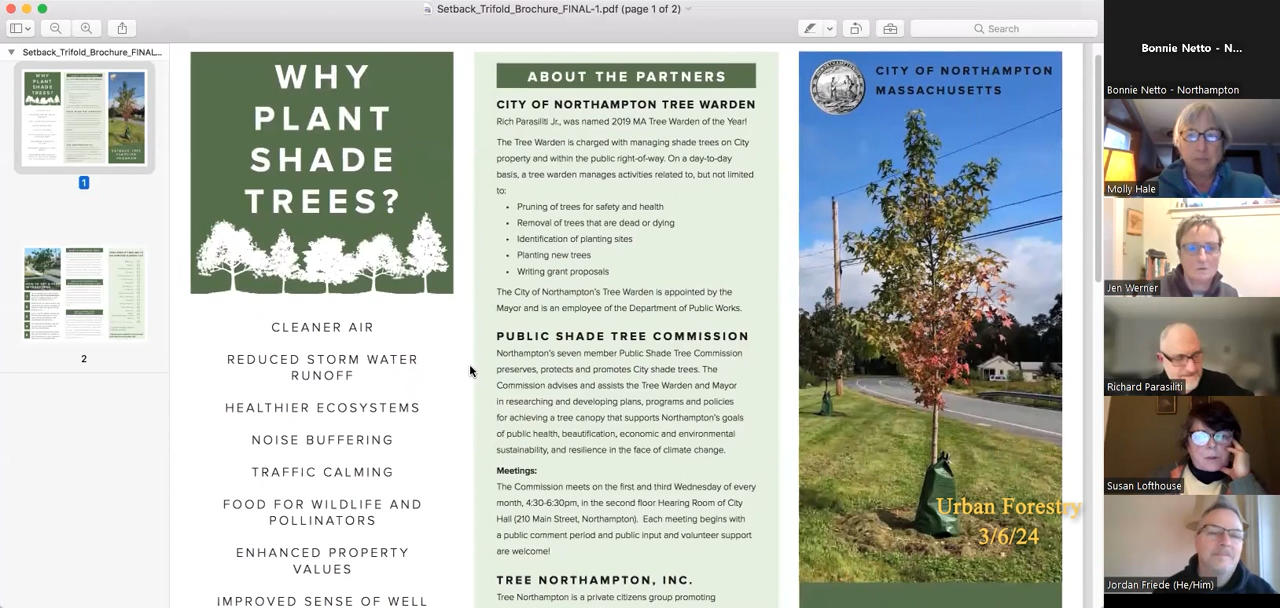 Setback_Trifold_Brochure_FINAL-1.pdf (page 1 of 2)
Search
Setback_Trifold_Brochure_FINAL...
1
2
WHY
PLANT
SHADE
TREES?
CLEANER AIR
REDUCED STORM WATER
RUNOFF
HEALTHIER ECOSYSTEMS
NOISE BUFFERING
TRAFFIC CALMING
FOOD FOR WILDLIFE AND
POLLINATORS
ENHANCED PROPERTY
VALUES
IMPROVED SENSE OF WELL
ABOUT THE PARTNERS
CITY OF NORTHAMPTON TREE WARDEN
Rich Parasiliti Jr., was named 2019 MA Tree Warden of the Year!
The Tree Warden is charged with managing shade trees on City
property and within the public right-of-way. On a day-to-day
basis, a tree warden manages activities related to, but not limited
to:
• Pruning of trees for safety and health
• Removal of trees that are dead or dying
• Identification of planting sites
• Planting new trees
• Writing grant proposals
The City of Northampton's Tree Warden is appointed by the
Mayor and is an employee of the Department of Public Works.
PUBLIC SHADE TREE COMMISSION
Northampton's seven member Public Shade Tree Commission
preserves, protects and promotes City shade trees. The
Commission advises and assists the Tree Warden and Mayor
in researching and developing plans, programs and policies
for achieving a tree canopy that supports Northampton's goals
of public health, beautification, economic and environmental
sustainability, and resilience in the face of climate change.
Meetings:
The Commission meets on the first and third Wednesday of every
month, 4:30-6:30pm, in the second floor Hearing Room of City
Hall (210 Main Street, Northampton). Each meeting begins with
a public comment period and public input and volunteer support
are welcome!
TREE NORTHAMPTON, INC.
Tree Northampton is a private citizens group promoting
CITY OF NORTHAMPTON
MASSACHUSETTS
Urban Forestry
3/6/24
Bonnie Netto - N...
Bonnie Netto - Northampton
Molly Hale
Jen Werner
Richard Parasiliti
Susan Lofthouse
Jordan Friede (He/Him)